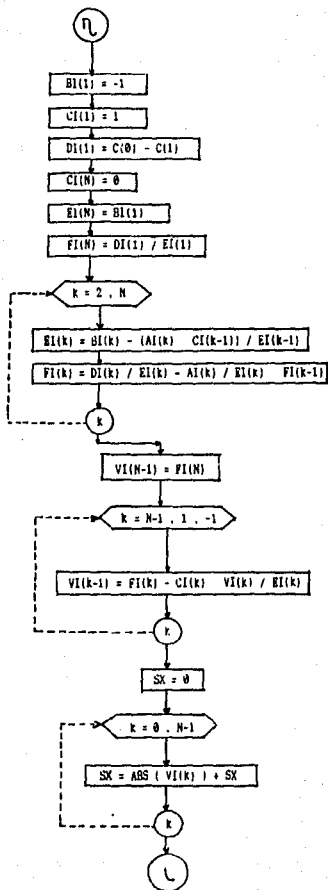 η
BI(1) = -1
CI(1) = 1
DI(1) = C(0) - C(1)
CI(N) = 0
EI(N) = BI(1)
FI(N) = DI(1) / EI(1)
k = 2 , N
EI(k) = BI(k) - (AI(k) CI(k-1)) / EI(k-1)
FI(k) = DI(k) / EI(k) - AI(k) / EI(k) FI(k-1)
k
VI(N-1) = FI(N)
k = N-1 , 1 , -1
VI(k-1) = FI(k) - CI(k) VI(k) / EI(k)
k
SX = 0
k = 0 , N-1
SX = ABS ( VI(k) ) + SX
k
ι